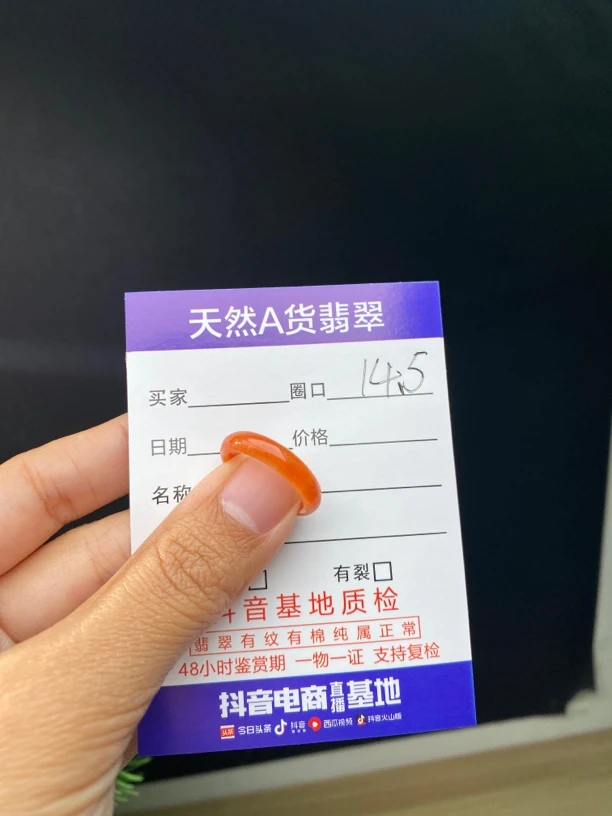 天然A货翡翠
买家 圈口 14.5
日期 价格
名称
有裂
音基地质检
翡翠有纹有棉纯属正常
48小时鉴赏期 一物一证 支持复检
抖音电商直播基地
头条 今日头条 抖音 西瓜视频 抖音火山版